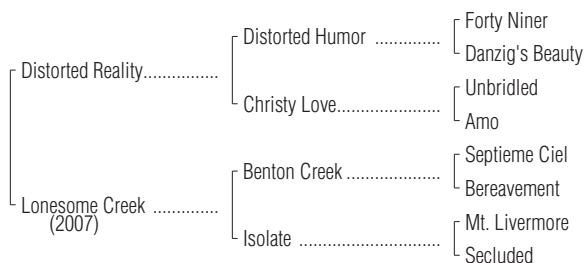 Forty Niner
Distorted Humor ..............
Danzig's Beauty
Distorted Reality................
Unbridled
Christy Love......................
Amo
Septieme Ciel
Benton Creek ....................
Bereavement
Lonesome Creek ..............
(2007)
Mt. Livermore
Isolate ..............................
Secluded